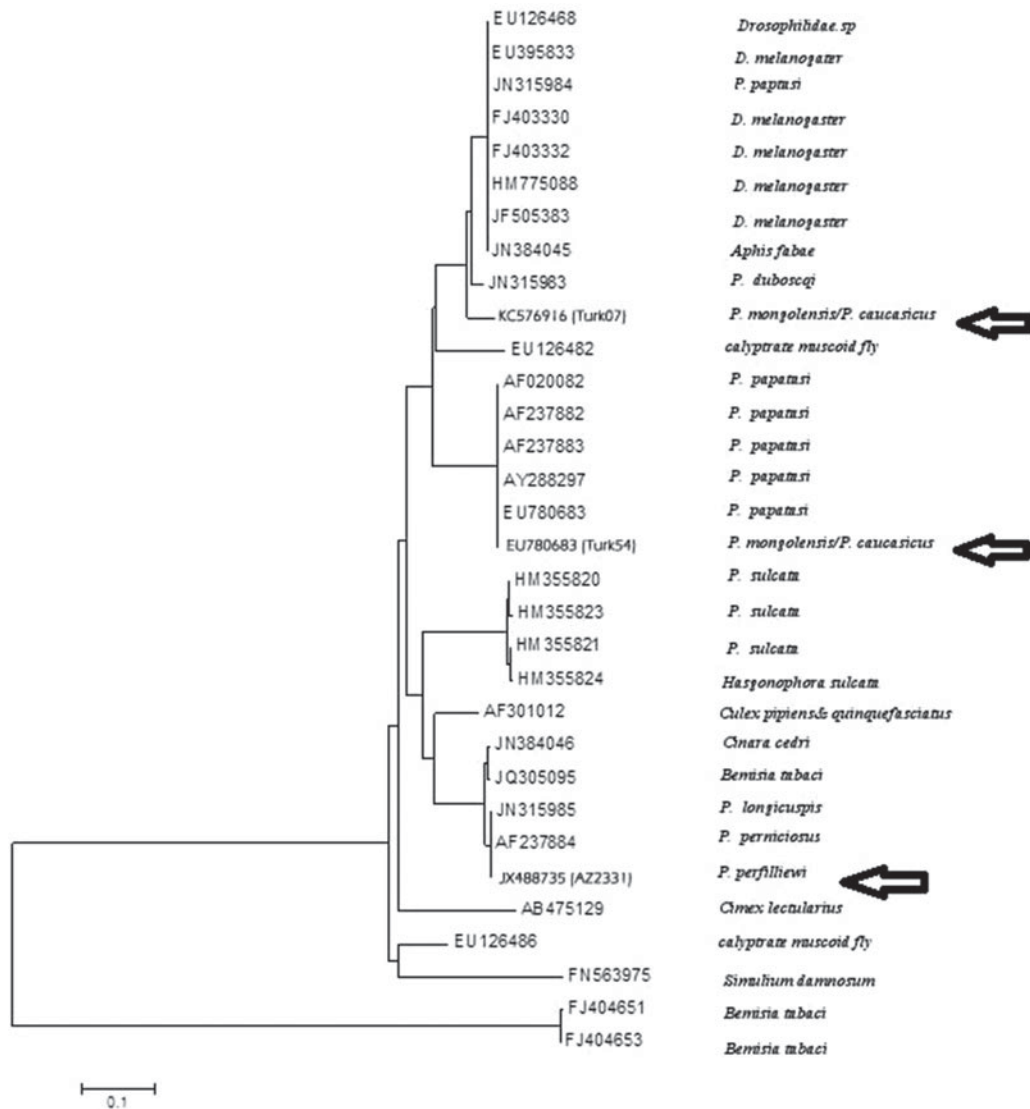 EU126468 Drosophilidae.sp
EU395833 D. melanogater
JN315984 P. paptasi
FJ403330 D. melanogaster
FJ403332 D. melanogaster
HM775088 D. melanogaster
JF505383 D. melanogaster
JN384045 Aphis fabae
JN315983 P. duboscqi
KC576916 (Turk07) P. mongolensis/P. caucasicus
EU126482 calyptrate muscoid fly
AF020082 P. papatasi
AF237882 P. papatasi
AF237883 P. papatasi
AY288297 P. papatasi
EU780683 P. papatasi
EU780683 (Turk54) P. mongolensis/P. caucasicus
HM355820 P. sulcata
HM355823 P. sulcata
HM355821 P. sulcata
HM355824 Hasgonophora sulcata
AF301012 Culex pipiens& quinquefasciatus
JN384046 Cinara cedri
JQ305095 Bemisia tabaci
JN315985 P. longicuspis
AF237884 P. perniciosus
JX488735 (AZ2331) P. perfilliewi
AB475129 Cimex lectularius
EU126486 calyptrate muscoid fly
FN563975 Simulium damnosum
FJ404651 Bemisia tabaci
FJ404653 Bemisia tabaci
0.1